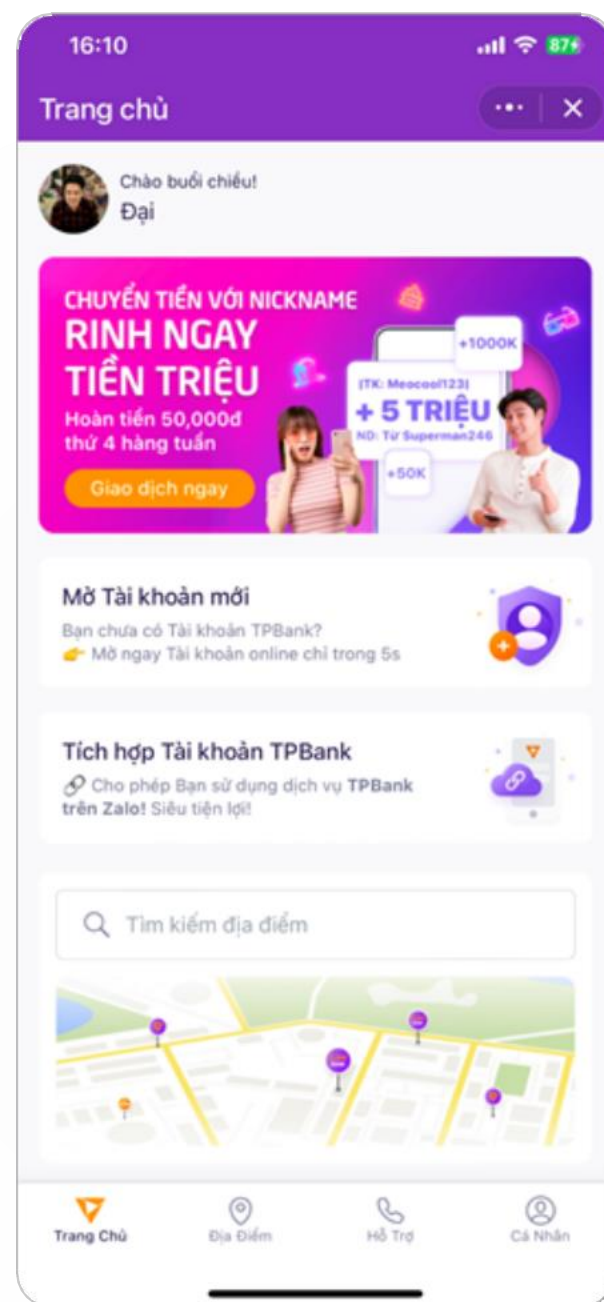 16:10
87
Trang chủ
Chào buổi chiều!
Đại
CHUYỂN TIỀN VỚI NICKNAME
RINH NGAY
TIỀN TRIỆU
Hoàn tiền 50,000đ
thứ 4 hàng tuần
Giao dịch ngay
+1000K
|TK: Meocool123|
+ 5 TRIỆU
ND: Từ Superman246
+50K
Mở Tài khoản mới
Bạn chưa có Tài khoản TPBank?
👉 Mở ngay Tài khoản online chỉ trong 5s
Tích hợp Tài khoản TPBank
🔗 Cho phép Bạn sử dụng dịch vụ TPBank
trên Zalo! Siêu tiện lợi!
Tìm kiếm địa điểm
Trang Chủ
Địa Điểm
Hỗ Trợ
Cá Nhân